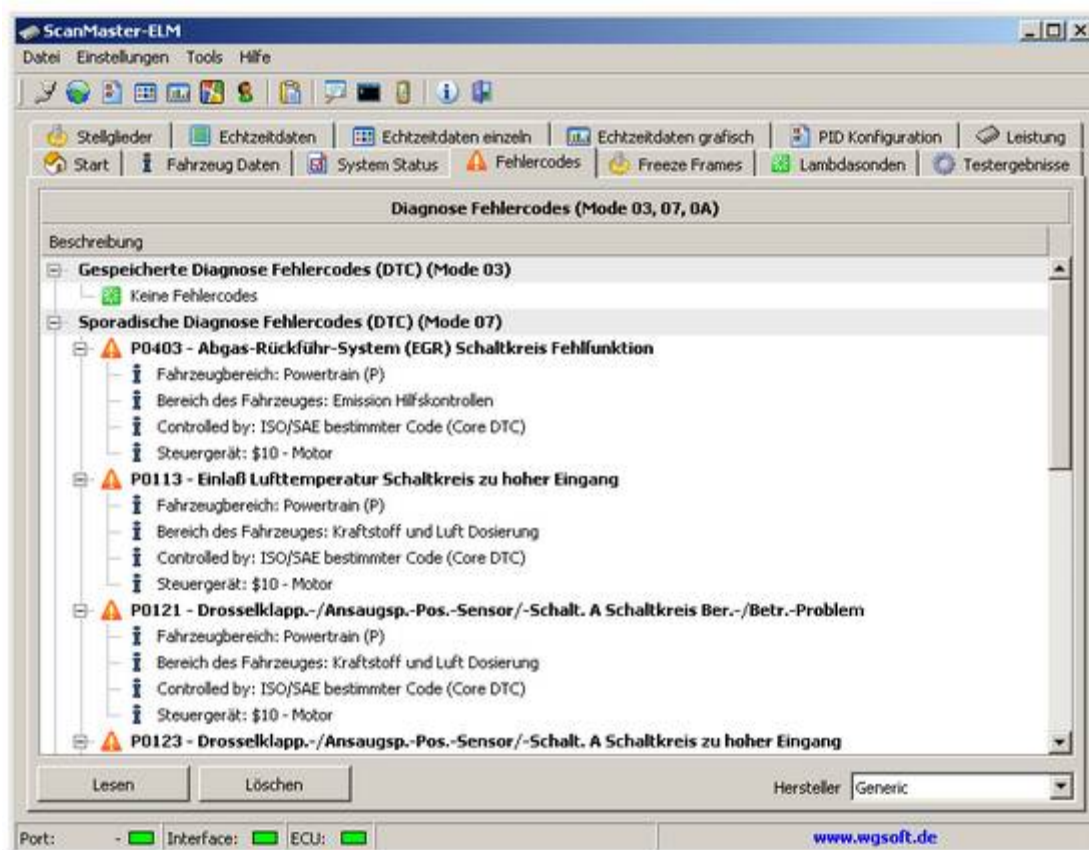 ScanMaster-ELM
Datei Einstellungen Tools Hilfe
Stellglieder Echtzeitdaten Echtzeitdaten einzeln Echtzeitdaten grafisch PID Konfiguration Leistung
Start Fahrzeug Daten System Status Fehlercodes Freeze Frames Lambdasonden Testergebnisse
Diagnose Fehlercodes (Mode 03, 07, 0A)
Beschreibung
Gespeicherte Diagnose Fehlercodes (DTC) (Mode 03)
Keine Fehlercodes
Sporadische Diagnose Fehlercodes (DTC) (Mode 07)
P0403 - Abgas-Rückführ-System (EGR) Schaltkreis Fehlfunktion
Fahrzeugbereich: Powertrain (P)
Bereich des Fahrzeuges: Emission Hilfskontrollen
Controlled by: ISO/SAE bestimmter Code (Core DTC)
Steuergerät: $10 - Motor
P0113 - Einlaß Lufttemperatur Schaltkreis zu hoher Eingang
Fahrzeugbereich: Powertrain (P)
Bereich des Fahrzeuges: Kraftstoff und Luft Dosierung
Controlled by: ISO/SAE bestimmter Code (Core DTC)
Steuergerät: $10 - Motor
P0121 - Drosselklapp.-/Ansaugsp.-Pos.-Sensor/-Schalt. A Schaltkreis Ber.-/Betr.-Problem
Fahrzeugbereich: Powertrain (P)
Bereich des Fahrzeuges: Kraftstoff und Luft Dosierung
Controlled by: ISO/SAE bestimmter Code (Core DTC)
Steuergerät: $10 - Motor
P0123 - Drosselklapp.-/Ansaugsp.-Pos.-Sensor/-Schalt. A Schaltkreis zu hoher Eingang
Lesen Löschen Hersteller Generic
Port: - Interface: ECU: www.wgsoft.de